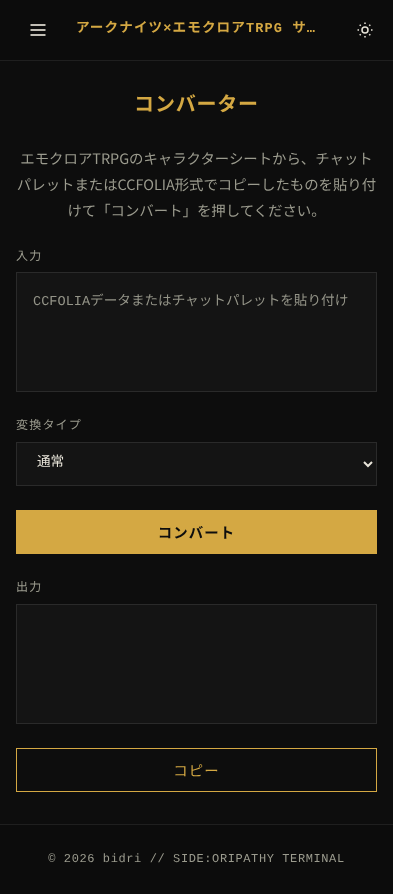 アークナイツ×エモクロアTRPG サ…
コンバーター
エモクロアTRPGのキャラクターシートから、チャット
パレットまたはCCFOLIA形式でコピーしたものを貼り付
けて「コンバート」を押してください。
入力
CCFOLIAデータまたはチャットパレットを貼り付け
変換タイプ
通常
コンバート
出力
コピー
© 2026 bidri // SIDE:ORIPATHY TERMINAL